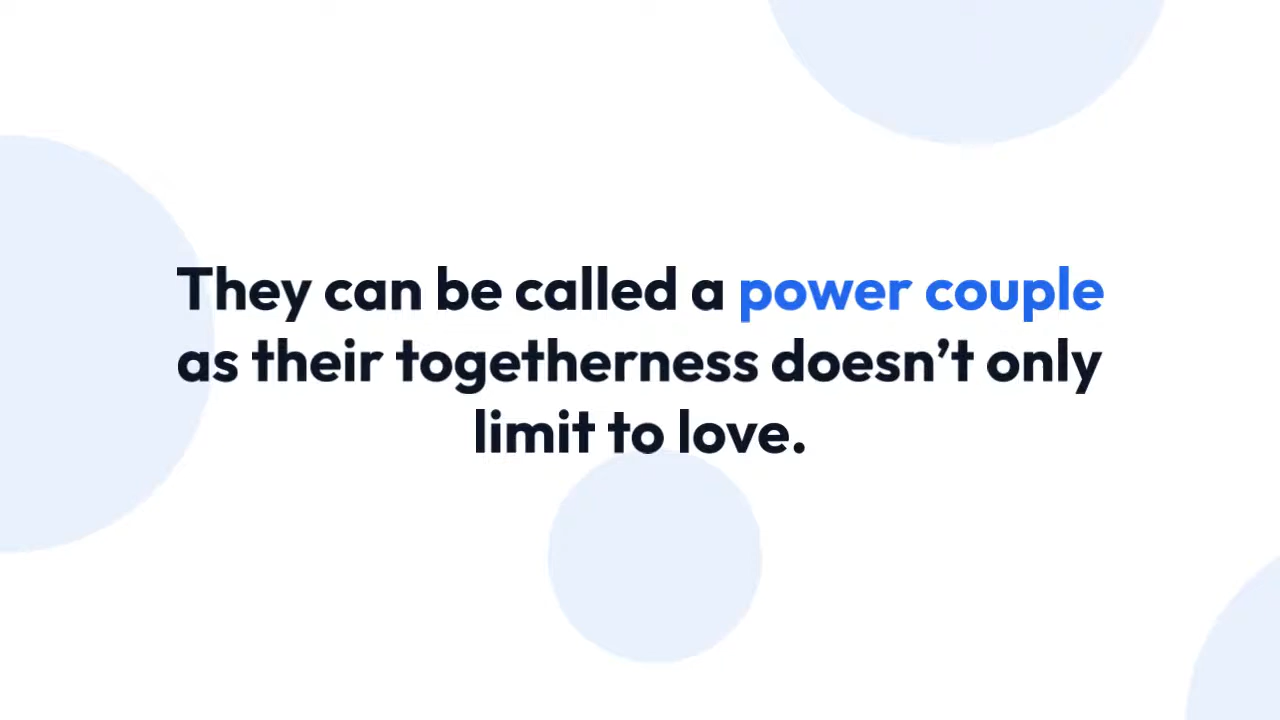 They can be called a power couple
as their togetherness doesn’t only
limit to love.